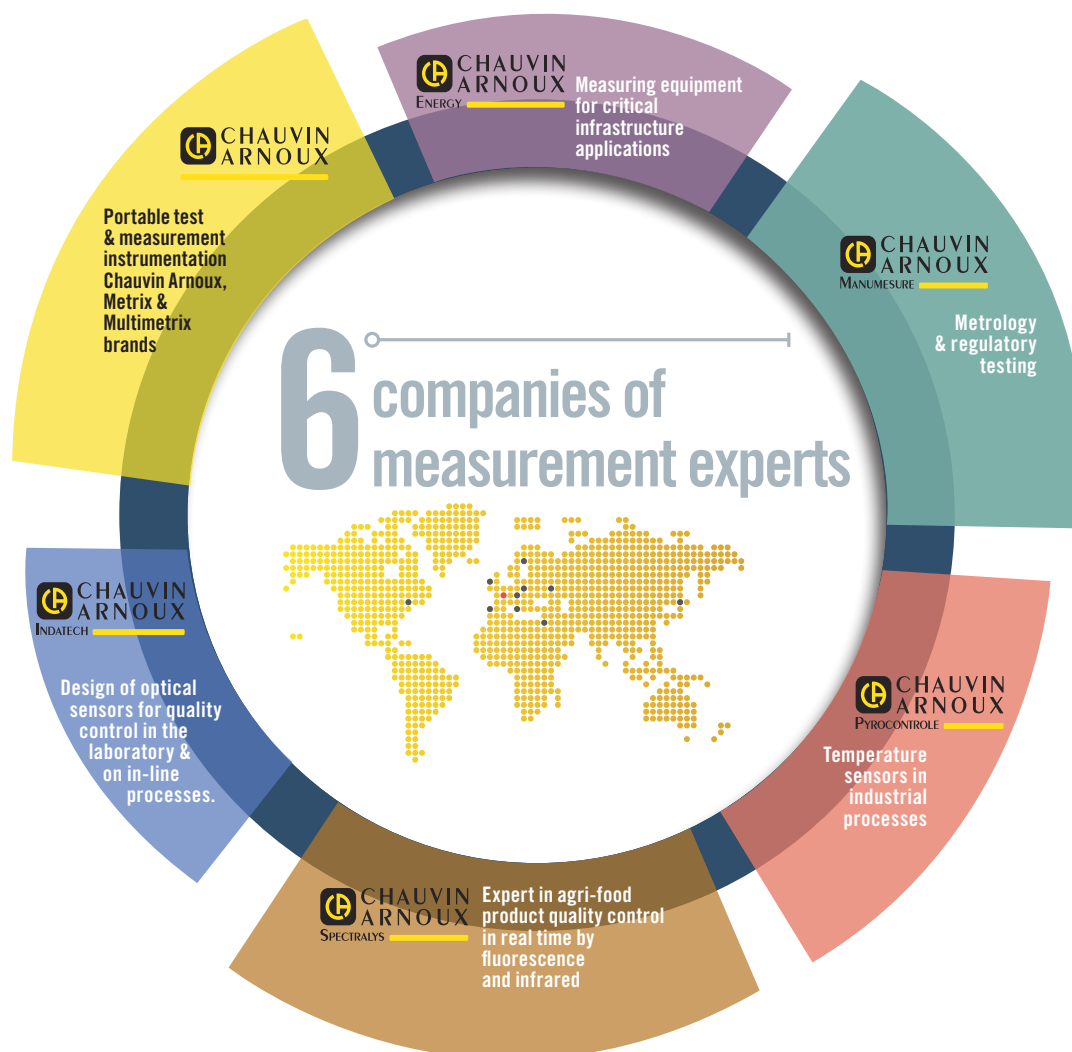 CHAUVIN
ARNOUX
ENERGY
Measuring equipment
for critical
infrastructure
applications
CHAUVIN
ARNOUX
Portable test
& measurement
instrumentation
Chauvin Arnoux,
Metrix &
Multimetrix
brands
CHAUVIN
ARNOUX
MANUMESURE
Metrology
& regulatory
testing
6
companies of
measurement experts
CHAUVIN
ARNOUX
INDATECH
Design of optical
sensors for quality
control in the
laboratory &
on in-line
processes.
CHAUVIN
ARNOUX
PYROCONTROLE
Temperature
sensors in
industrial
processes
CHAUVIN
ARNOUX
SPECTRALYS
Expert in agri-food
product quality control
in real time by
fluorescence
and infrared